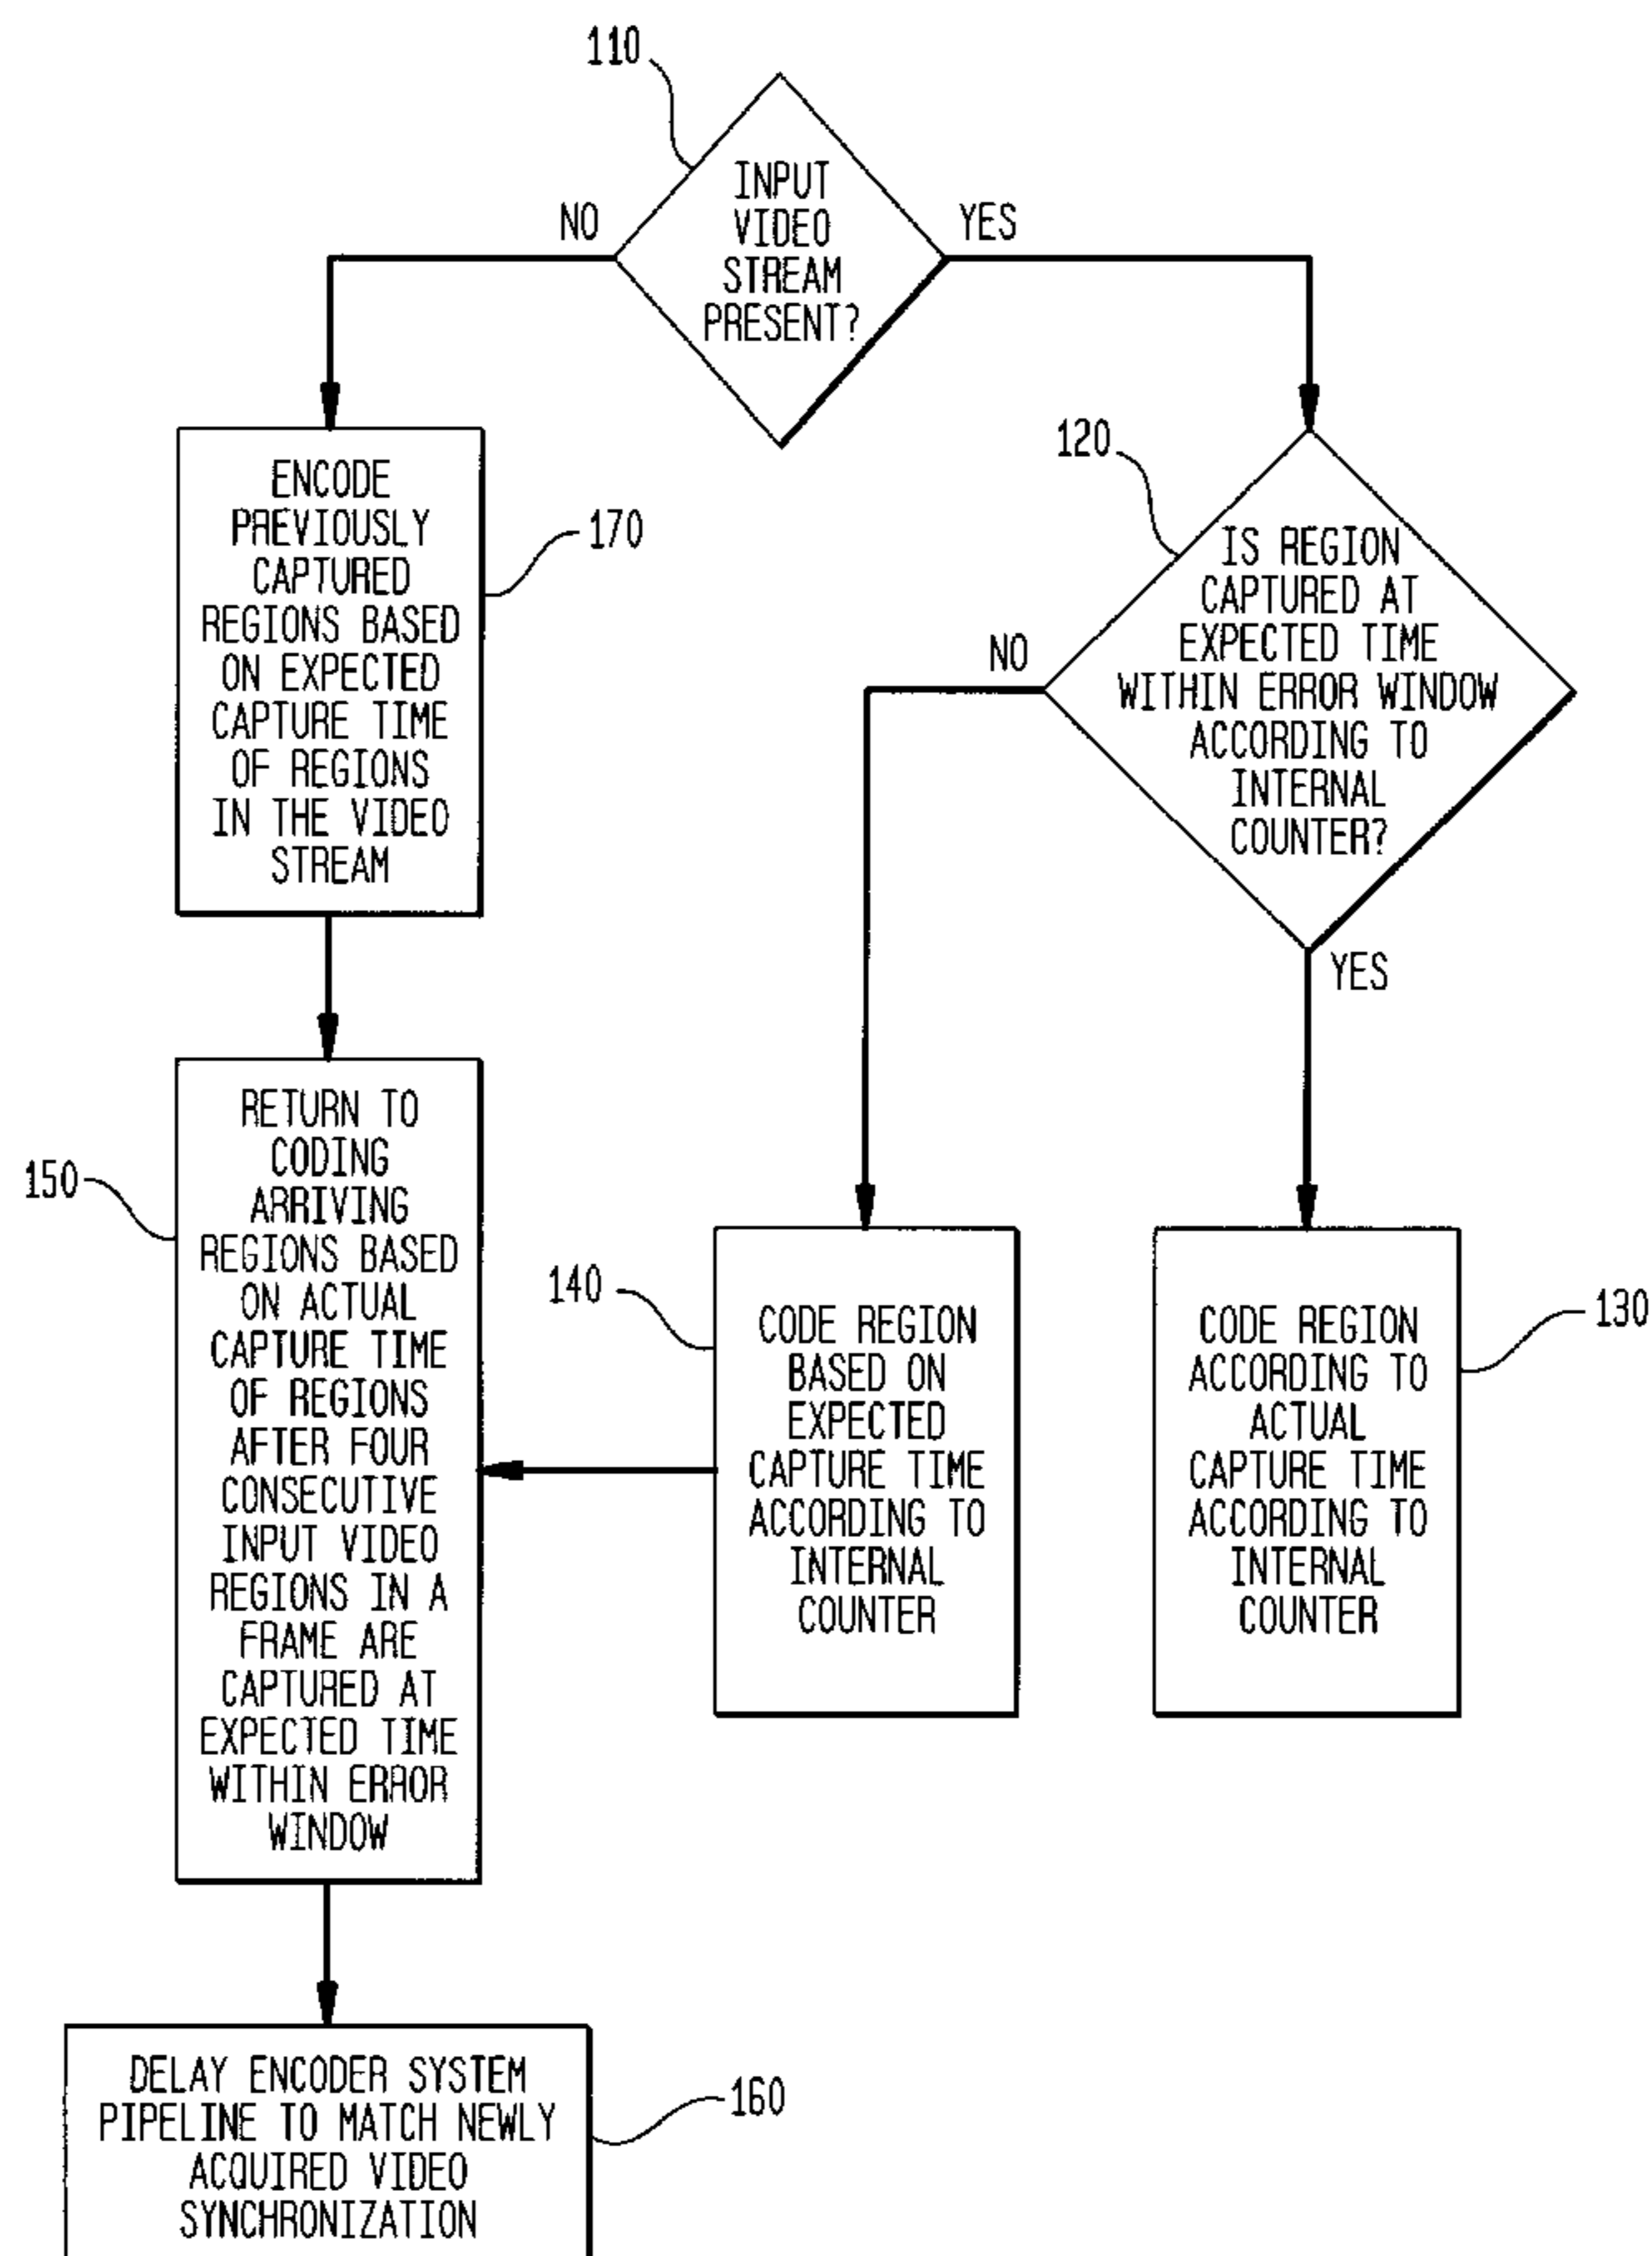 110
INPUT
VIDEO
STREAM
PRESENT?
NO
YES
ENCODE
PREVIOUSLY
CAPTURED
REGIONS BASED
ON EXPECTED
CAPTURE TIME
OF REGIONS
IN THE VIDEO
STREAM
170
120
IS REGION
CAPTURED AT
EXPECTED TIME
WITHIN ERROR WINDOW
ACCORDING TO
INTERNAL
COUNTER?
NO
YES
150
RETURN TO
CODING
ARRIVING
REGIONS BASED
ON ACTUAL
CAPTURE TIME
OF REGIONS
AFTER FOUR
CONSECUTIVE
INPUT VIDEO
REGIONS IN A
FRAME ARE
CAPTURED AT
EXPECTED TIME
WITHIN ERROR
WINDOW
140
CODE REGION
BASED ON
EXPECTED
CAPTURE TIME
ACCORDING TO
INTERNAL
COUNTER
130
CODE REGION
ACCORDING TO
ACTUAL
CAPTURE TIME
ACCORDING TO
INTERNAL
COUNTER
DELAY ENCODER SYSTEM
PIPELINE TO MATCH NEWLY
ACQUIRED VIDEO
SYNCHRONIZATION
160